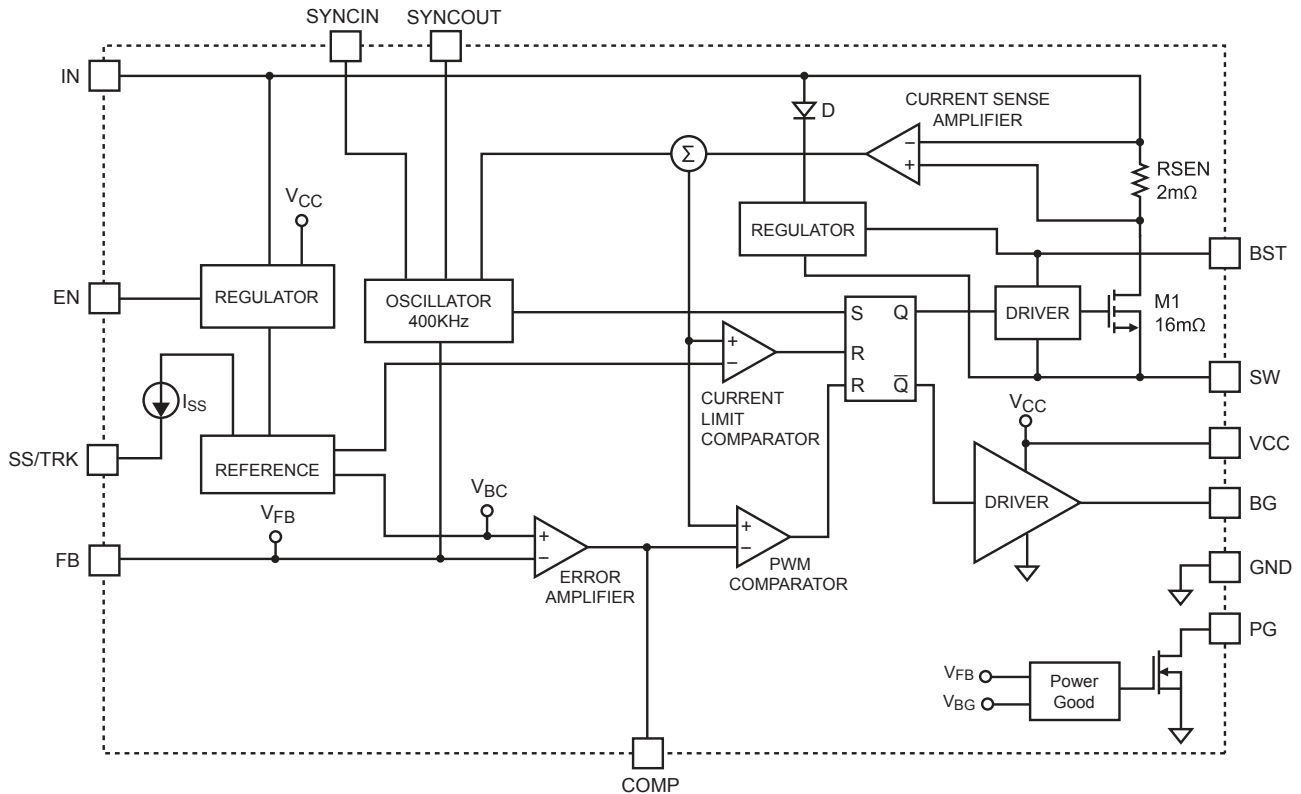 SYNCIN
SYNCOUT
IN
D
CURRENT SENSE
AMPLIFIER
Σ
−
+
RSEN
2mΩ
VCC
REGULATOR
BST
EN
REGULATOR
OSCILLATOR
400KHz
S
Q
DRIVER
M1
16mΩ
+
−
R
R
Q̅
SW
ISS
CURRENT
LIMIT
COMPARATOR
VCC
VCC
SS/TRK
REFERENCE
VBC
DRIVER
BG
VFB
+
−
+
−
FB
ERROR
AMPLIFIER
PWM
COMPARATOR
GND
PG
VFB
VBG
Power
Good
COMP